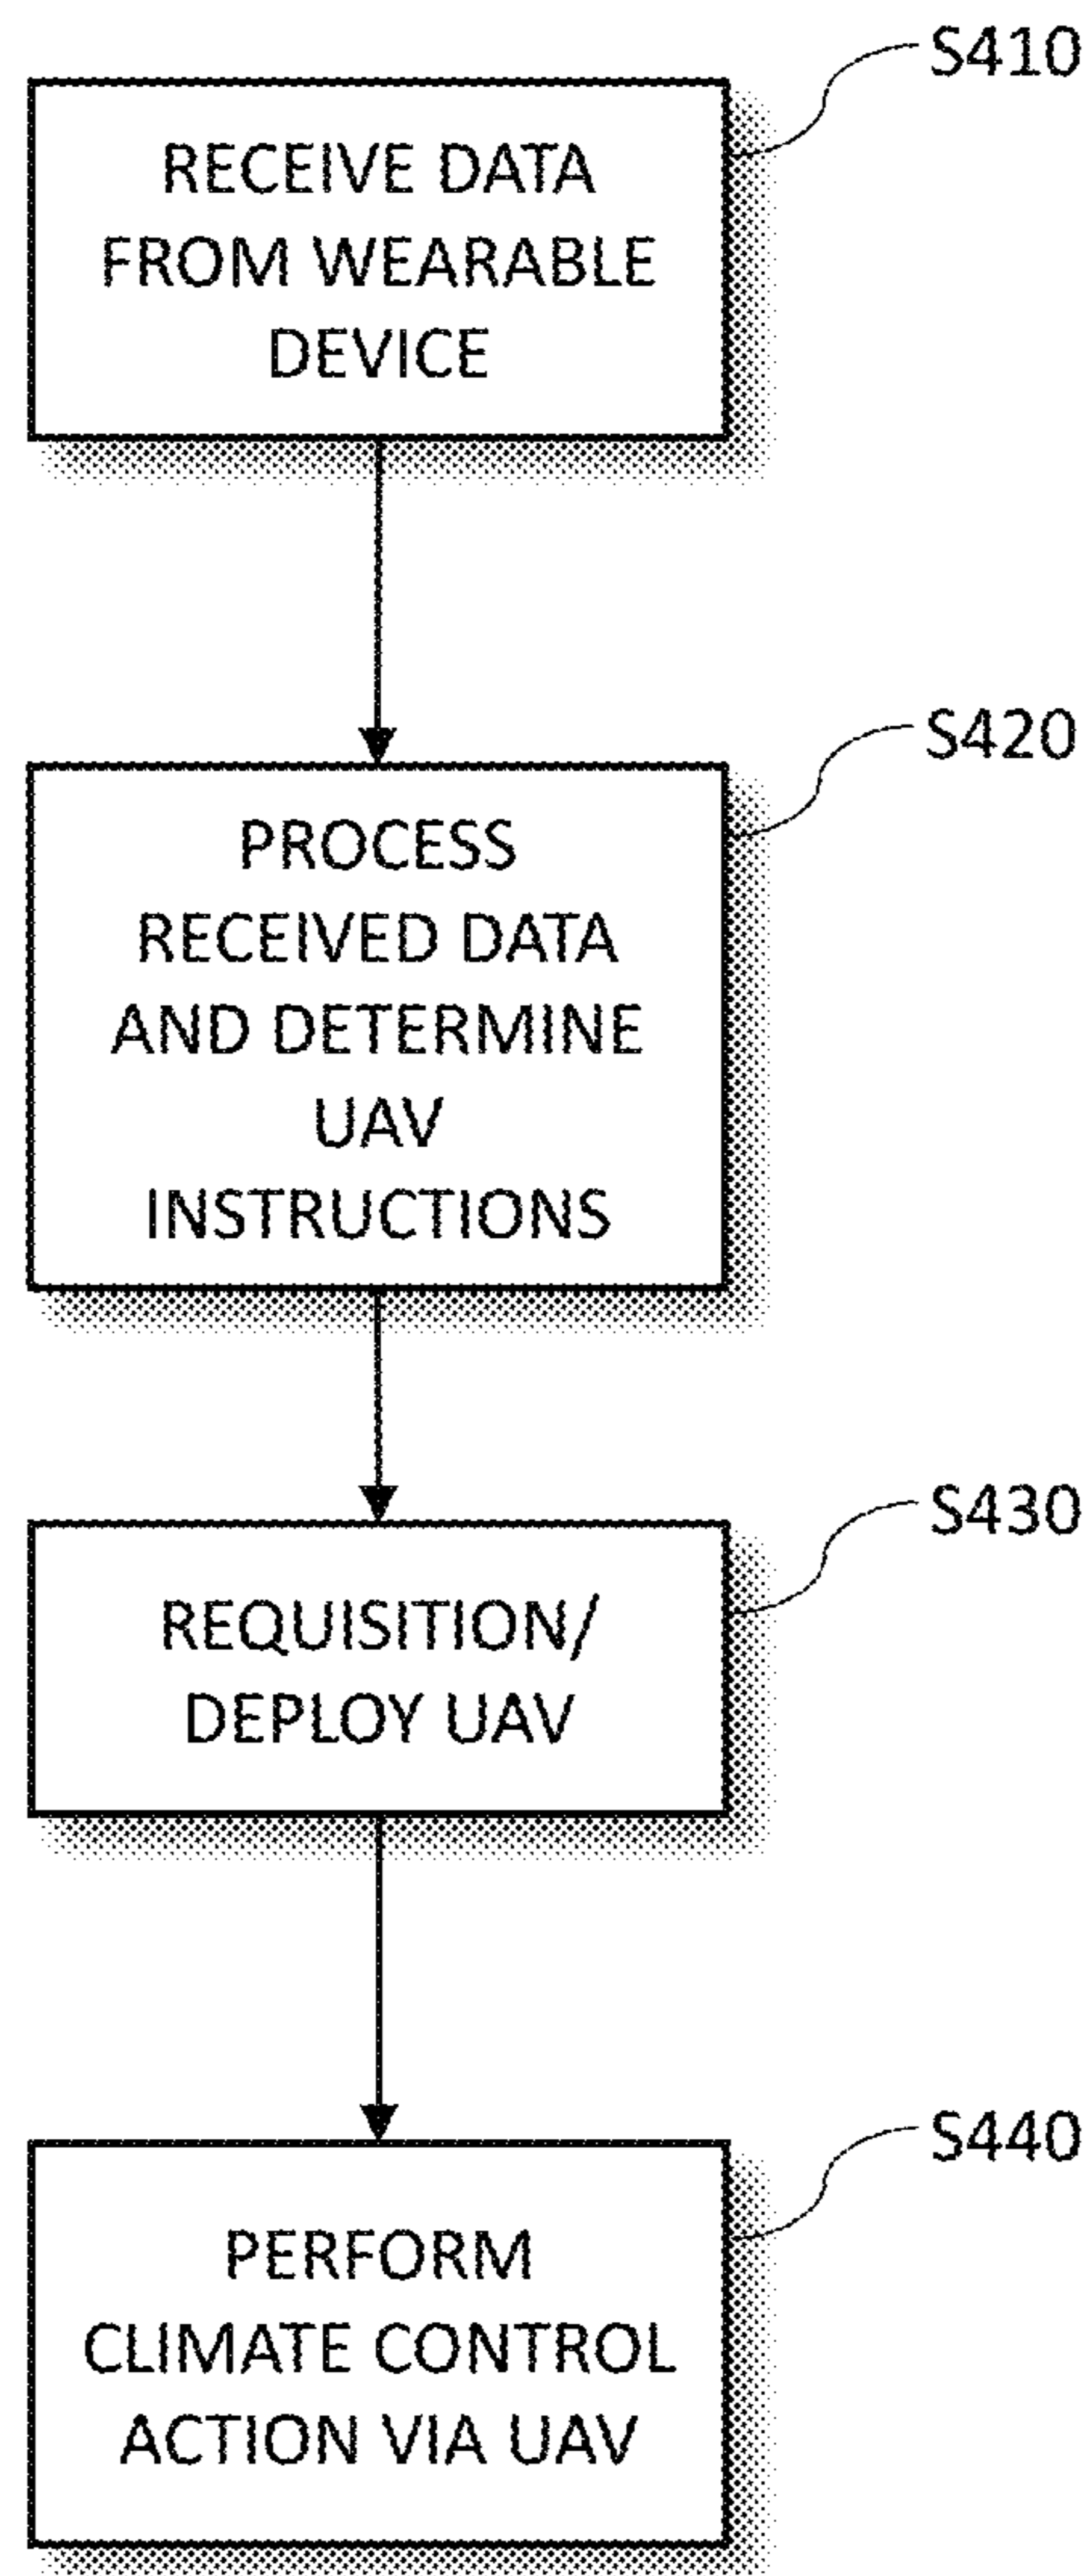 S410
RECEIVE DATA
FROM WEARABLE
DEVICE
S420
PROCESS
RECEIVED DATA
AND DETERMINE
UAV
INSTRUCTIONS
S430
REQUISITION/
DEPLOY UAV
S440
PERFORM
CLIMATE CONTROL
ACTION VIA UAV